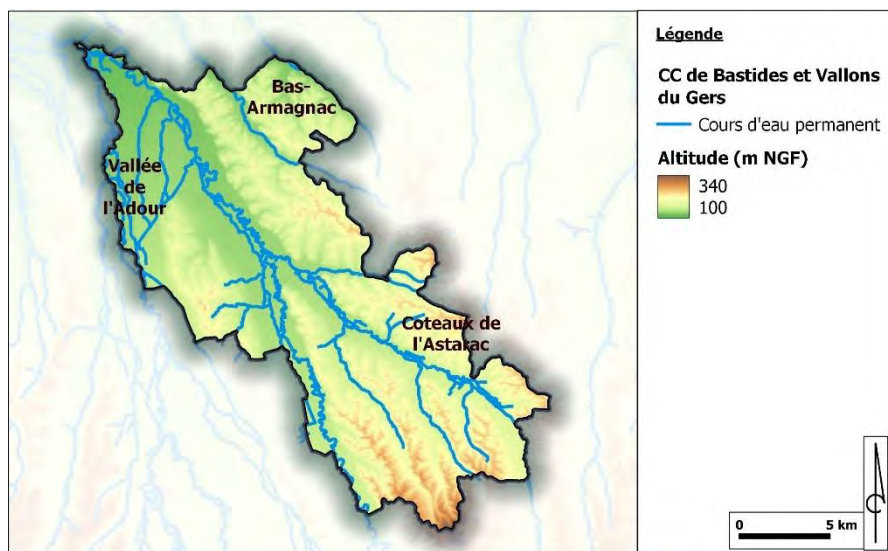 Bas-
Armagnac
Vallée
de
l'Adour
Coteaux de
l'Astarac
Légende
CC de Bastides et Vallons
du Gers
Cours d'eau permanent
Altitude (m NGF)
340
100
0 5 km